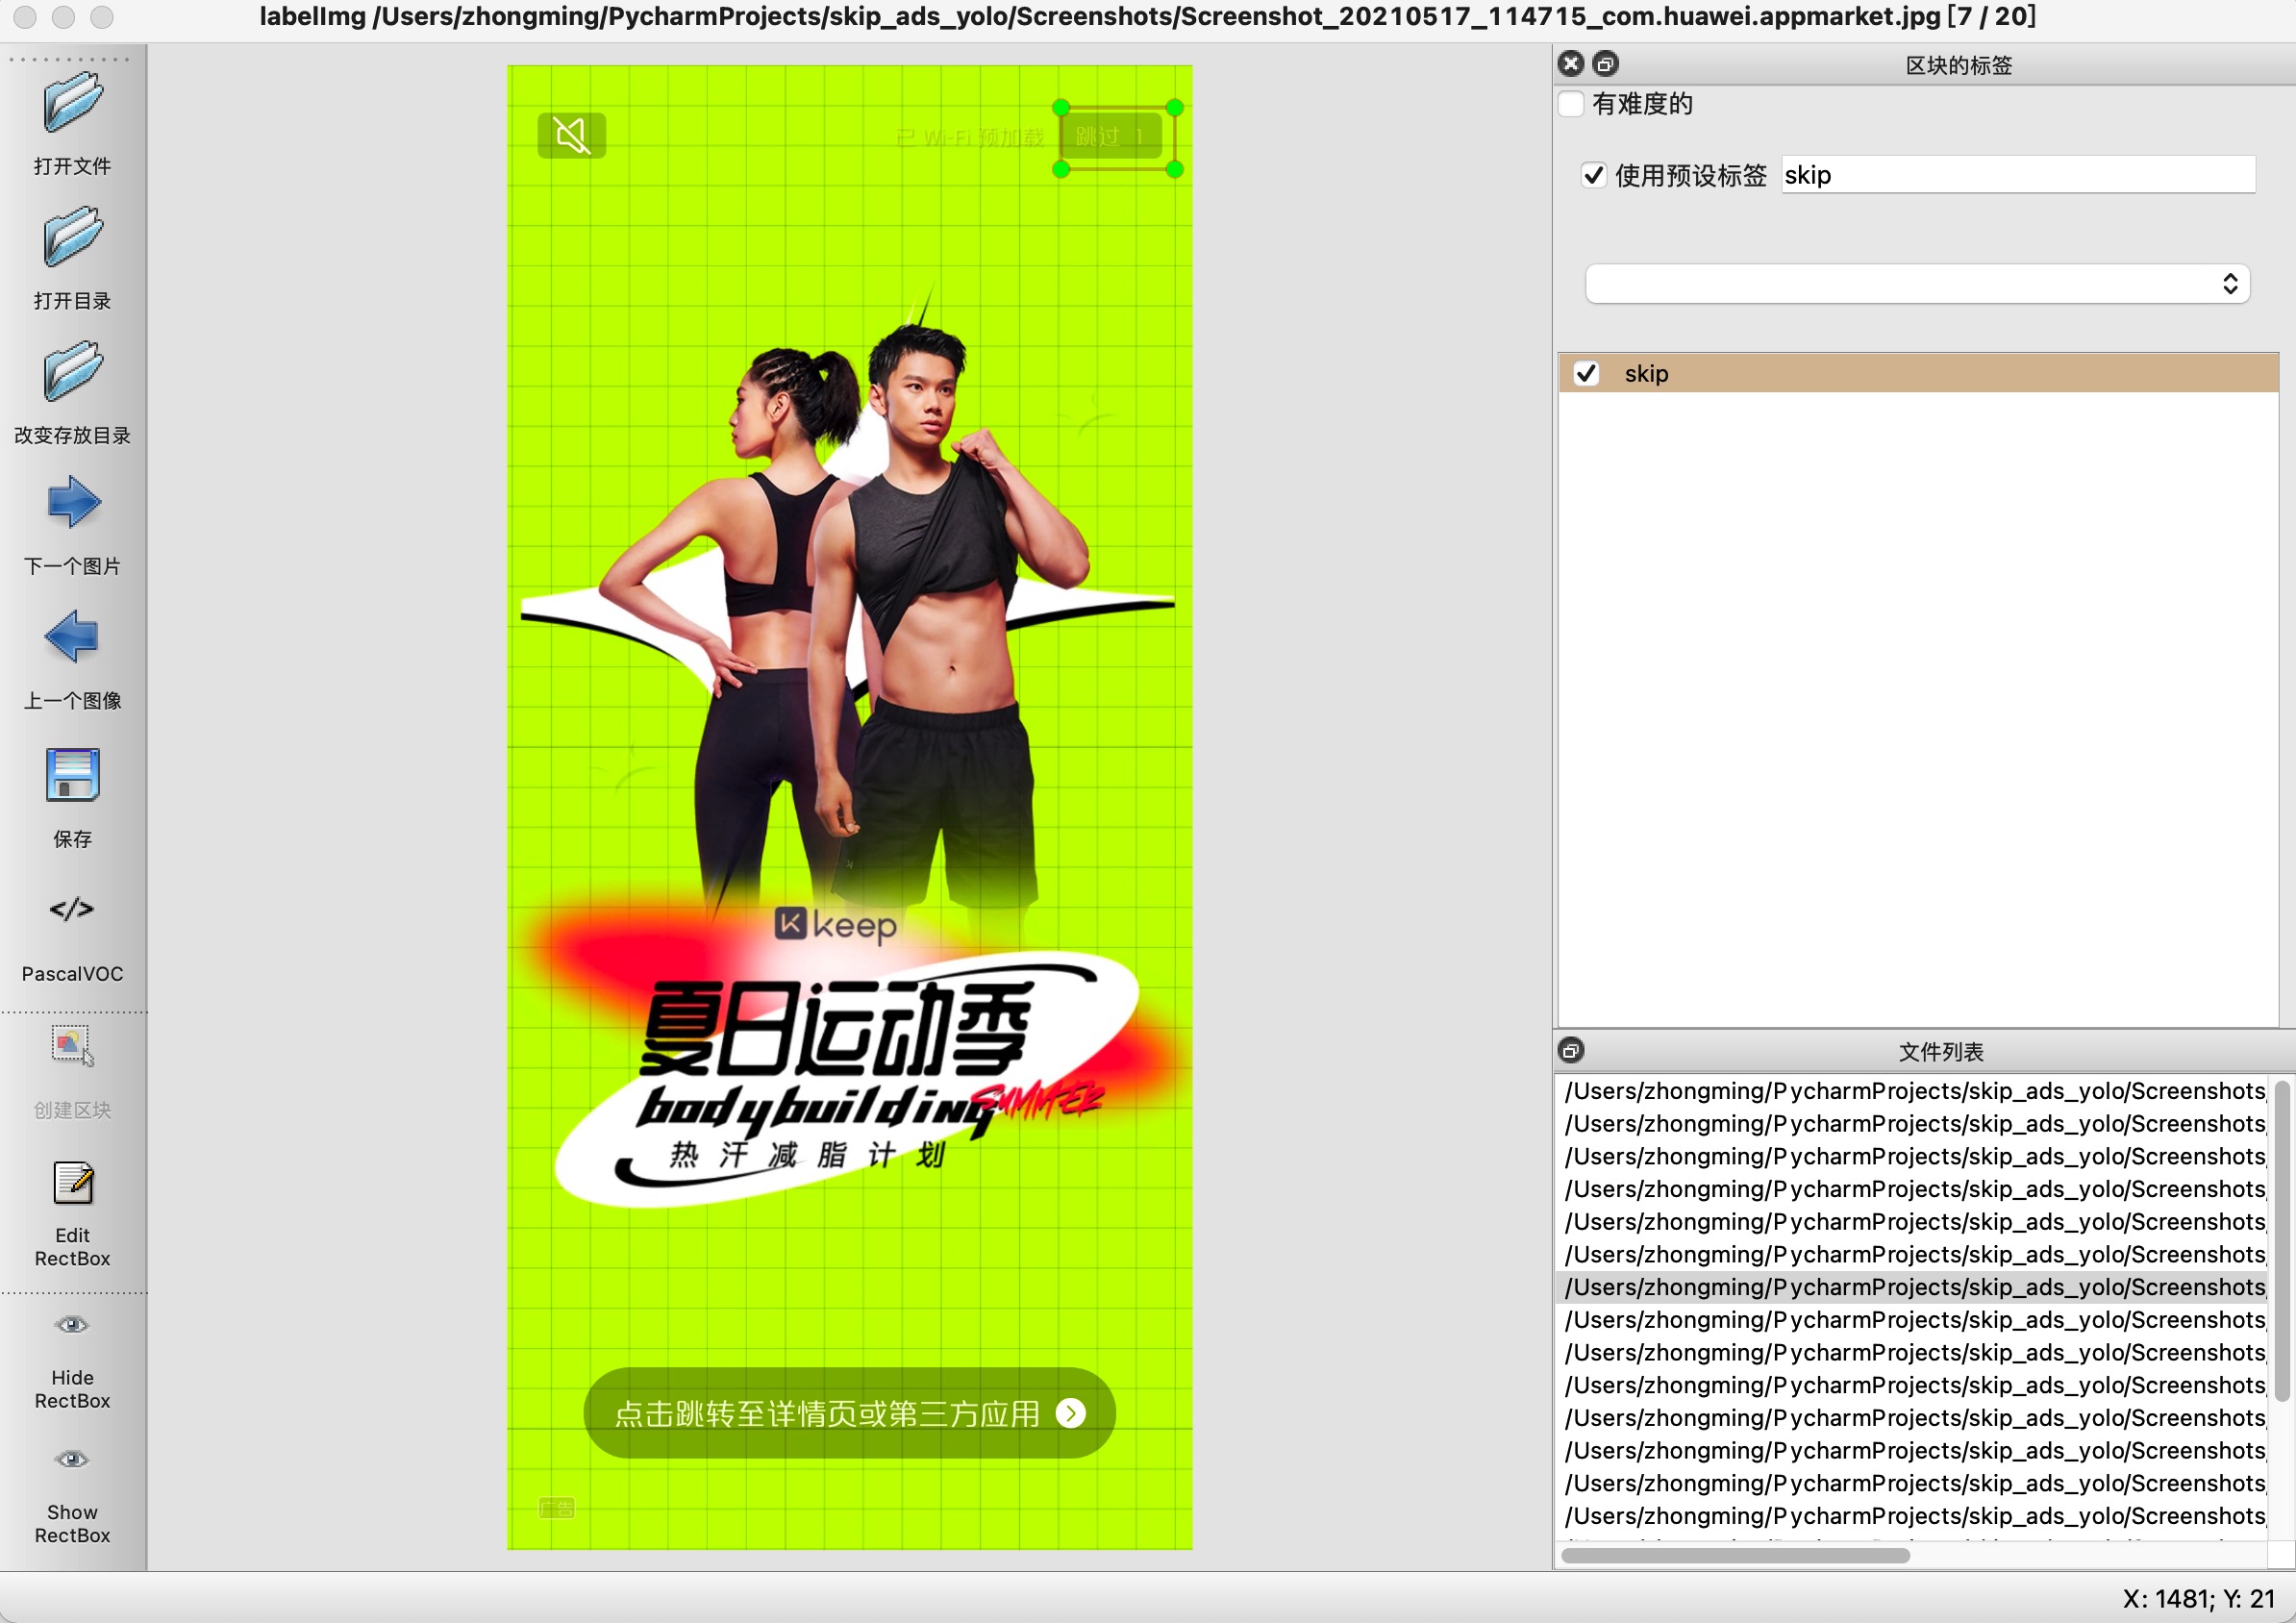 labelImg /Users/zhongming/PycharmProjects/skip_ads_yolo/Screenshots/Screenshot_20210517_114715_com.huawei.appmarket.jpg [7 / 20]
打开文件
打开目录
改变存放目录
下一个图片
上一个图像
保存
</>
PascalVOC
创建区块
Edit
RectBox
Hide
RectBox
Show
RectBox
已 Wi-Fi 预加载
跳过 1
keep
夏日运动季
bodybuilding
SUMMER
热汗减脂计划
点击跳转至详情页或第三方应用
广告
区块的标签
有难度的
使用预设标签
skip
skip
文件列表
/Users/zhongming/PycharmProjects/skip_ads_yolo/Screenshots/
/Users/zhongming/PycharmProjects/skip_ads_yolo/Screenshots/
/Users/zhongming/PycharmProjects/skip_ads_yolo/Screenshots/
/Users/zhongming/PycharmProjects/skip_ads_yolo/Screenshots/
/Users/zhongming/PycharmProjects/skip_ads_yolo/Screenshots/
/Users/zhongming/PycharmProjects/skip_ads_yolo/Screenshots/
/Users/zhongming/PycharmProjects/skip_ads_yolo/Screenshots/
/Users/zhongming/PycharmProjects/skip_ads_yolo/Screenshots/
/Users/zhongming/PycharmProjects/skip_ads_yolo/Screenshots/
/Users/zhongming/PycharmProjects/skip_ads_yolo/Screenshots/
/Users/zhongming/PycharmProjects/skip_ads_yolo/Screenshots/
/Users/zhongming/PycharmProjects/skip_ads_yolo/Screenshots/
/Users/zhongming/PycharmProjects/skip_ads_yolo/Screenshots/
/Users/zhongming/PycharmProjects/skip_ads_yolo/Screenshots/
X: 1481; Y: 21